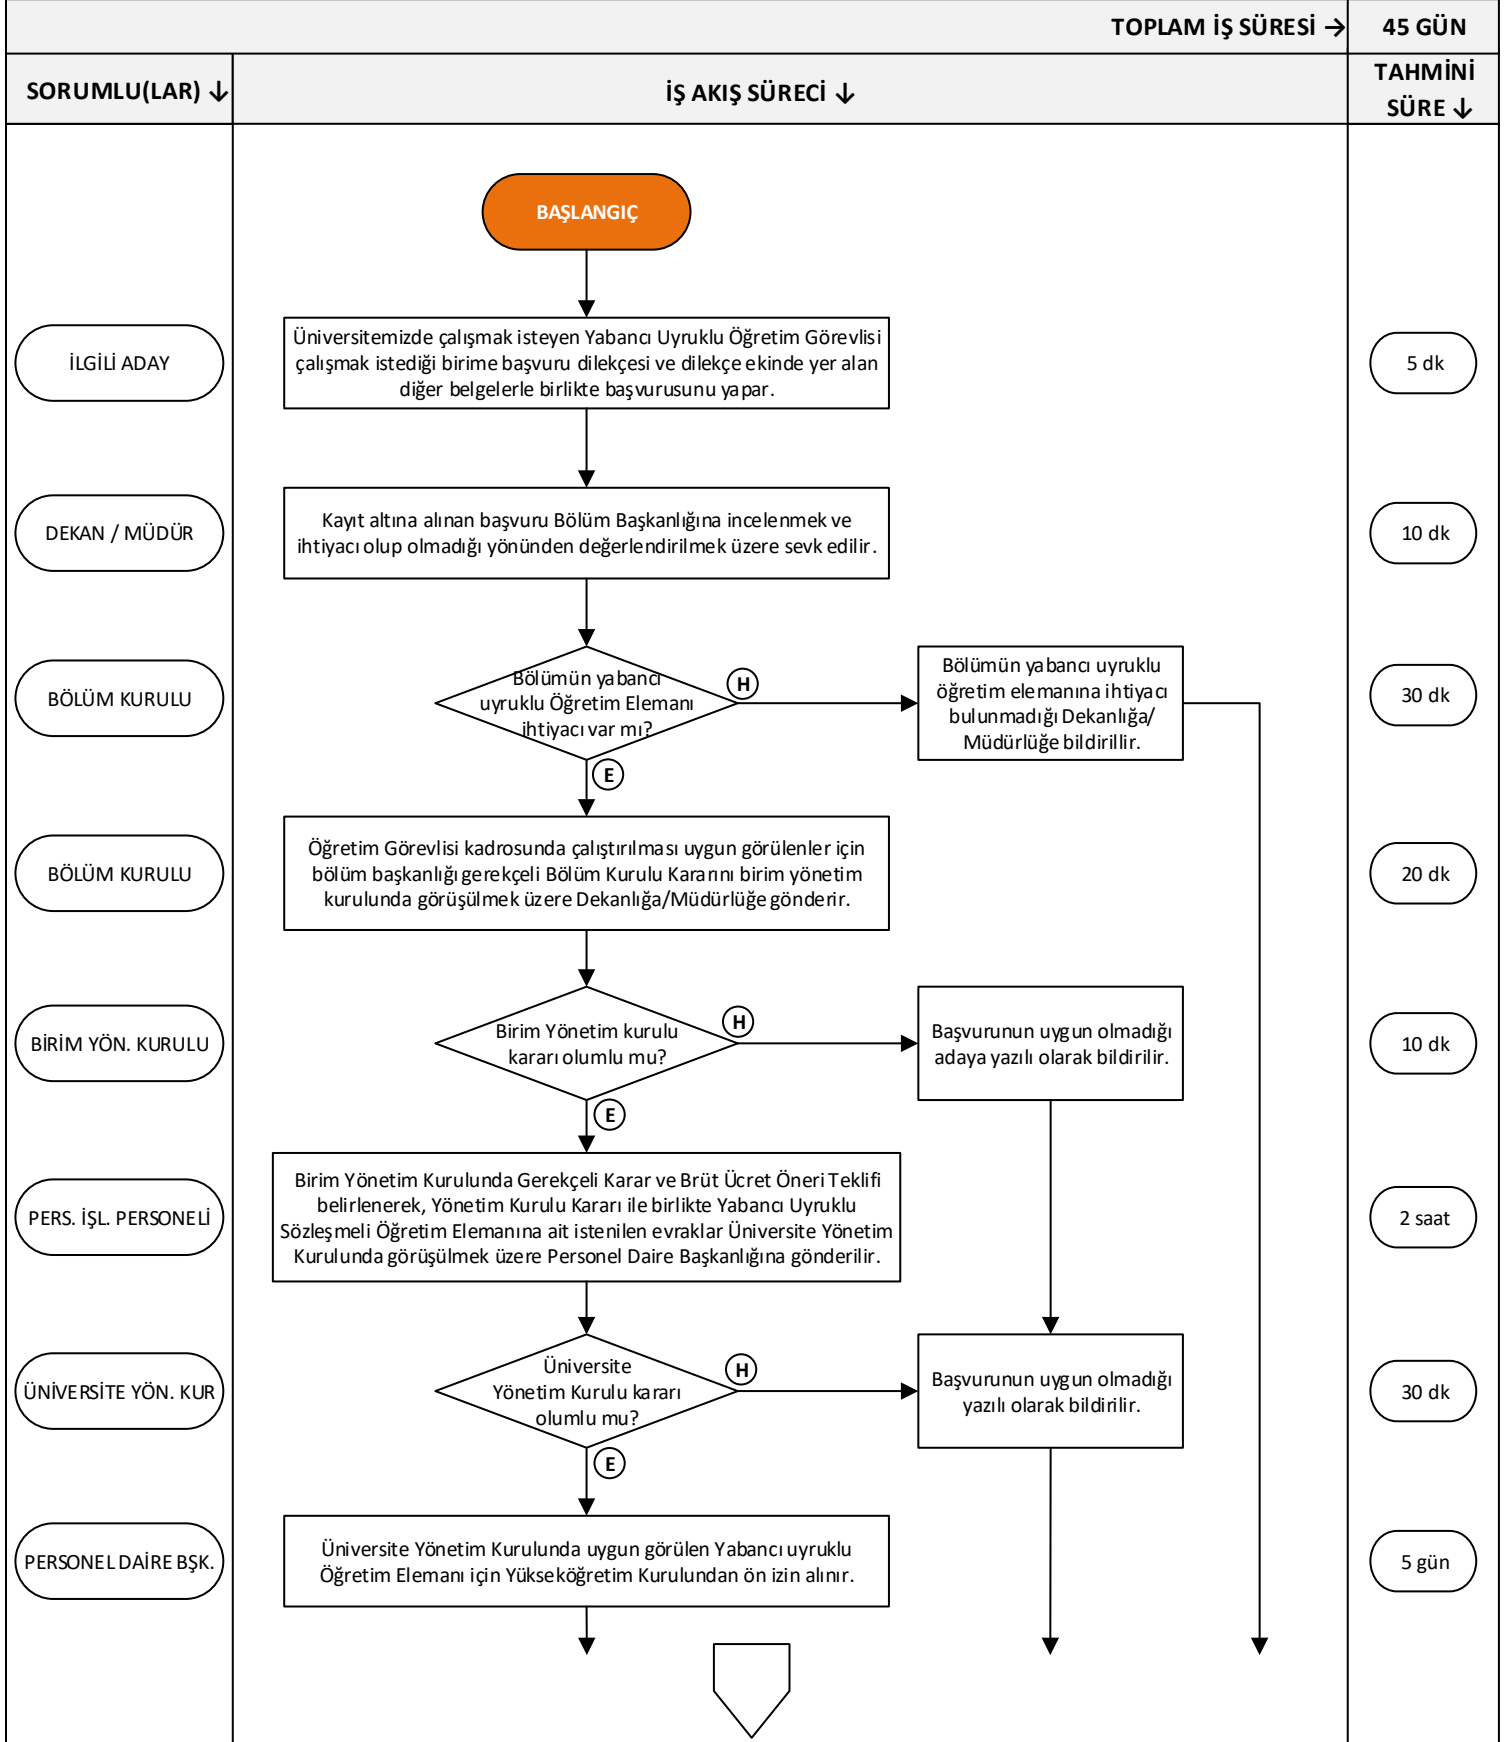 TOPLAM İŞ SÜRESİ →
45 GÜN
SORUMLU(LAR) ↓
İŞ AKIŞ SÜRECİ ↓
TAHMİNİ
SÜRE ↓
BAŞLANGIÇ
İLGİLİ ADAY
Üniversitemizde çalışmak isteyen Yabancı Uyruklu Öğretim Görevlisi
çalışmak istediği birime başvuru dilekçesi ve dilekçe ekinde yer alan
diğer belgelerle birlikte başvurusunu yapar.
5 dk
DEKAN / MÜDÜR
Kayıt altına alınan başvuru Bölüm Başkanlığına incelenmek ve
ihtiyacı olup olmadığı yönünden değerlendirilmek üzere sevk edilir.
10 dk
BÖLÜM KURULU
Bölümün yabancı
uyruklu Öğretim Elemanı
ihtiyacı var mı?
H
E
Bölümün yabancı uyruklu
öğretim elemanına ihtiyacı
bulunmadığı Dekanlığa/
Müdürlüğe bildirillir.
30 dk
BÖLÜM KURULU
Öğretim Görevlisi kadrosunda çalıştırılması uygun görülenler için
bölüm başkanlığı gerekçeli Bölüm Kurulu Kararını birim yönetim
kurulunda görüşülmek üzere Dekanlığa/Müdürlüğe gönderir.
20 dk
BİRİM YÖN. KURULU
Birim Yönetim kurulu
kararı olumlu mu?
H
E
Başvurunun uygun olmadığı
adaya yazılı olarak bildirilir.
10 dk
PERS. İŞL. PERSONELİ
Birim Yönetim Kurulunda Gerekçeli Karar ve Brüt Ücret Öneri Teklifi
belirlenerek, Yönetim Kurulu Kararı ile birlikte Yabancı Uyruklu
Sözleşmeli Öğretim Elemanına ait istenilen evraklar Üniversite Yönetim
Kurulunda görüşülmek üzere Personel Daire Başkanlığına gönderilir.
2 saat
ÜNİVERSİTE YÖN. KUR
Üniversite
Yönetim Kurulu kararı
olumlu mu?
H
E
Başvurunun uygun olmadığı
yazılı olarak bildirilir.
30 dk
PERSONEL DAİRE BŞK.
Üniversite Yönetim Kurulunda uygun görülen Yabancı uyruklu
Öğretim Elemanı için Yükseköğretim Kurulundan ön izin alınır.
5 gün